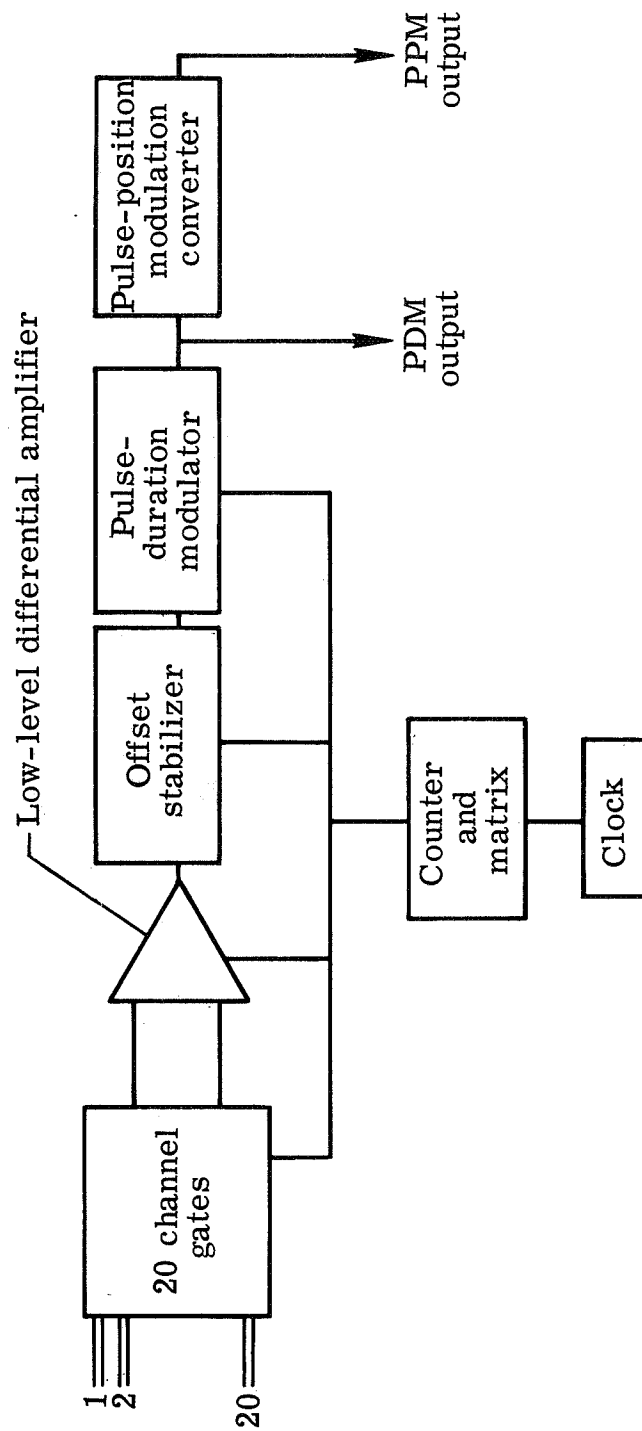 Low-level differential amplifier
1
2
20
20 channel
gates
Offset
stabilizer
Pulse-
duration
modulator
Pulse-position
modulation
converter
PDM
output
PPM
output
Counter
and
matrix
Clock